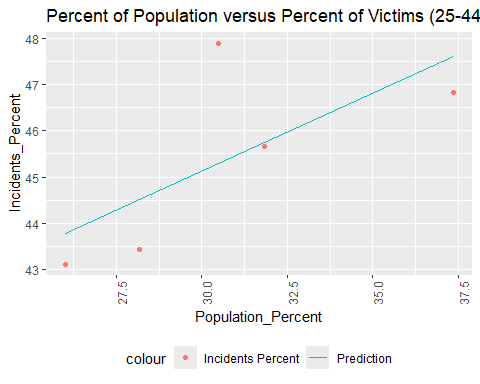 Percent of Population versus Percent of Victims (25-44
48
47
46
45
44
43
Incidents_Percent
27.5
30.0
32.5
35.0
37.5
Population_Percent
colour
Incidents Percent
Prediction